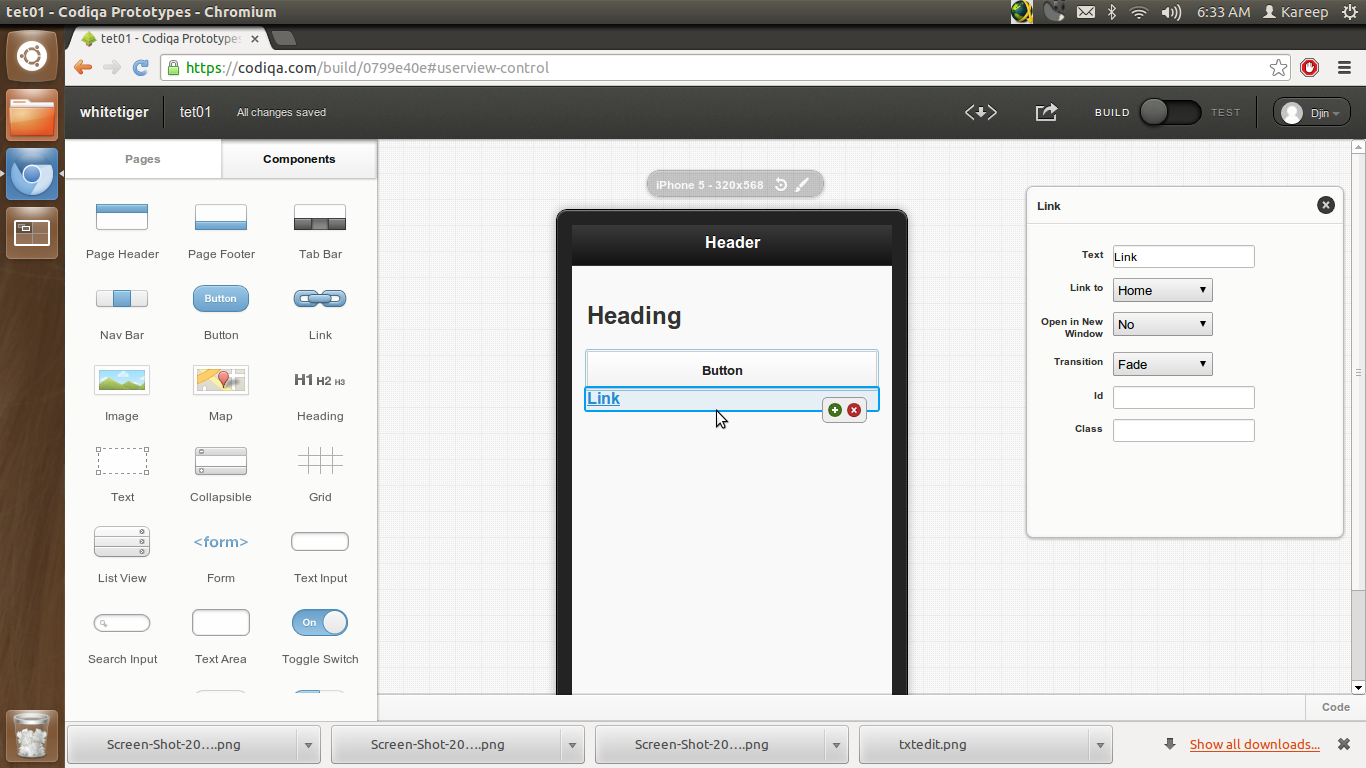 tet01 - Codiqa Prototypes - Chromium
6:33 AM Kareep
tet01 - Codiqa Prototypes
https://codiqa.com/build/0799e40e#userview-control
whitetiger tet01 All changes saved BUILD TEST Djin
Pages Components
Page Header Page Footer Tab Bar
Button
Nav Bar Button Link
H1 H2 H3
Image Map Heading
Text Collapsible Grid
<form>
List View Form Text Input
On
Search Input Text Area Toggle Switch
iPhone 5 - 320x568
Header
Heading
Button
Link
Link
Text Link
Link to Home
Open in New
Window No
Transition Fade
Id
Class
Code
Screen-Shot-20....png Screen-Shot-20....png Screen-Shot-20....png txtedit.png Show all downloads...